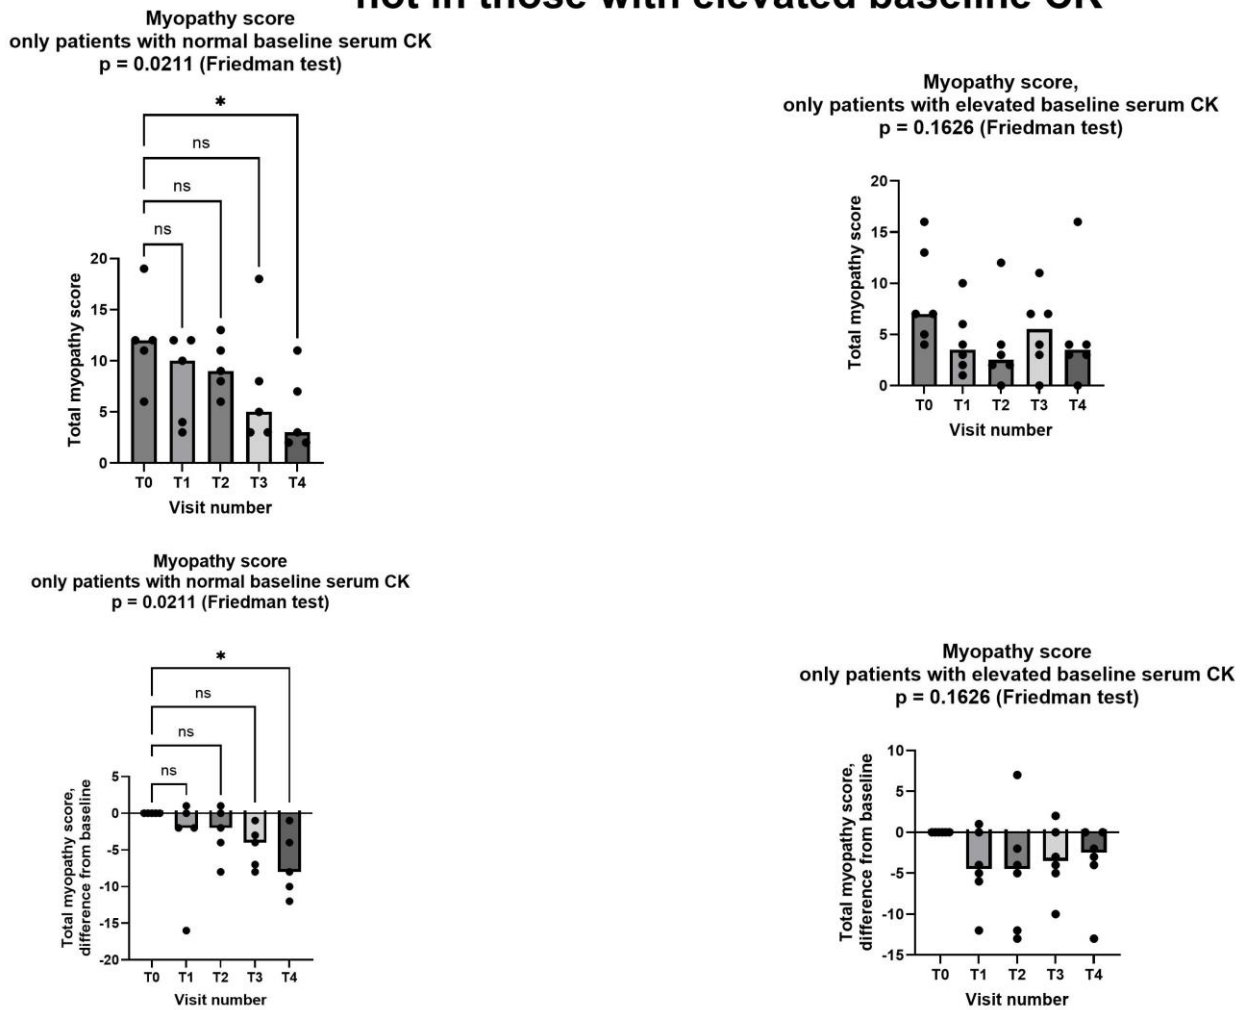 not in those with elevated baseline CK
Myopathy score
only patients with normal baseline serum CK
p = 0.0211 (Friedman test)
*
ns
ns
ns
20
15
10
5
0
Total myopathy score
T0 T1 T2 T3 T4
Visit number
Myopathy score,
only patients with elevated baseline serum CK
p = 0.1626 (Friedman test)
20
15
10
5
0
Total myopathy score
T0 T1 T2 T3 T4
Visit number
Myopathy score
only patients with normal baseline serum CK
p = 0.0211 (Friedman test)
*
ns
ns
ns
5
0
-5
-10
-15
-20
Total myopathy score,
difference from baseline
T0 T1 T2 T3 T4
Visit number
Myopathy score
only patients with elevated baseline serum CK
p = 0.1626 (Friedman test)
10
5
0
-5
-10
-15
Total myopathy score,
difference from baseline
T0 T1 T2 T3 T4
Visit number